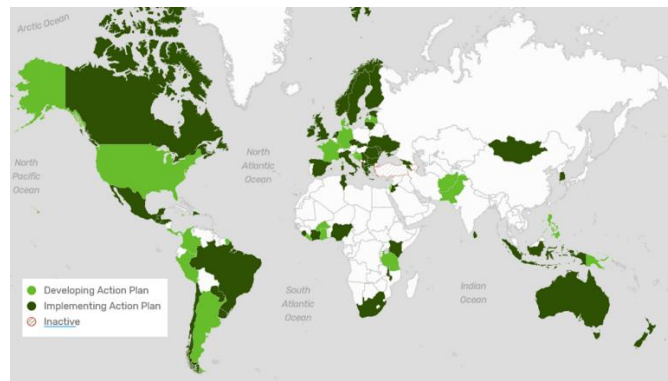 Arctic Ocean
North
Pacific
Ocean
North
Atlantic
Ocean
South
Atlantic
Ocean
Indian
Ocean
Developing Action Plan
Implementing Action Plan
Inactive